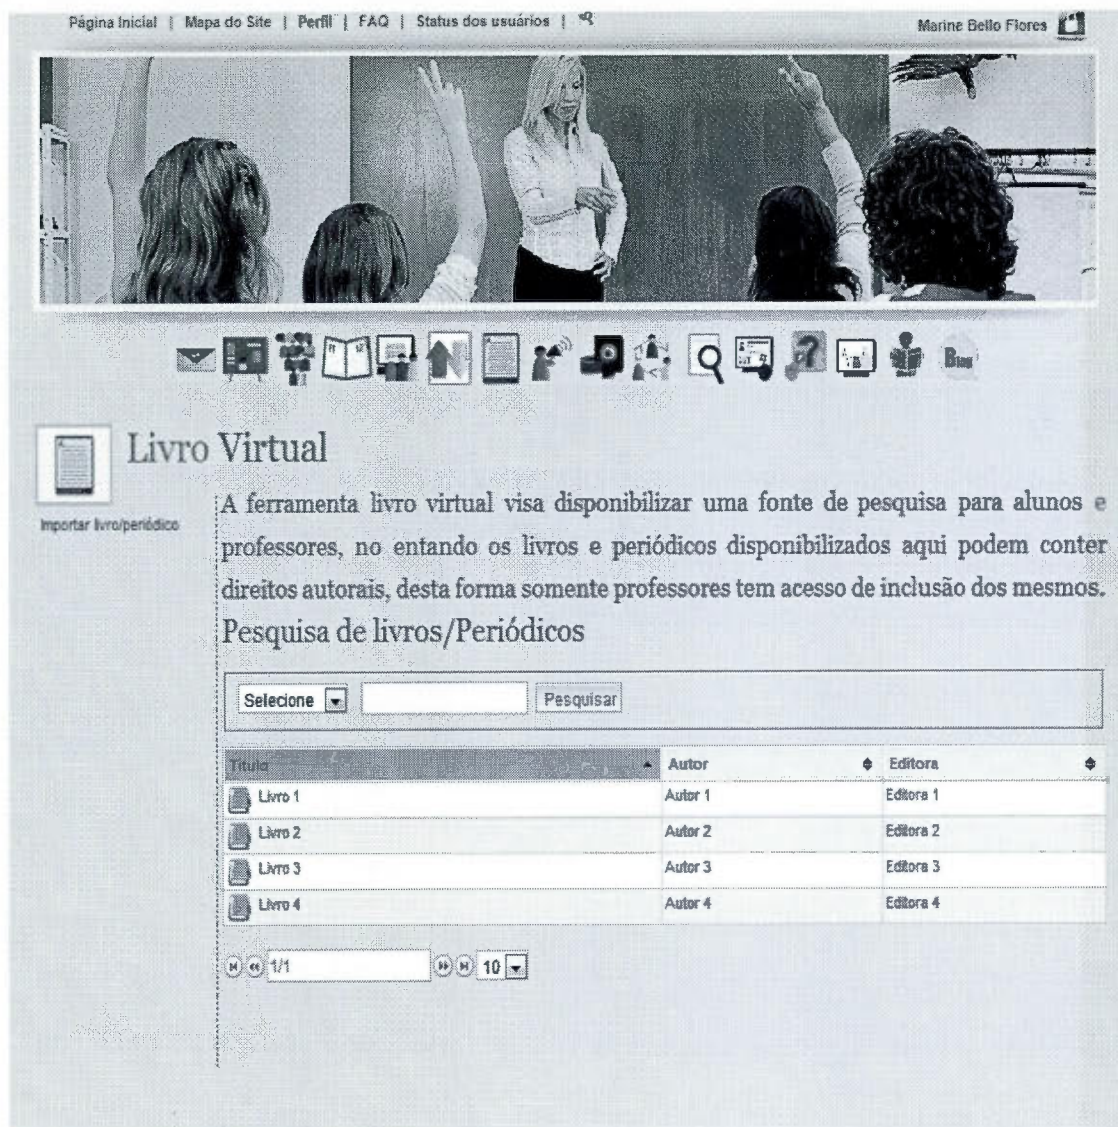 Página Inicial | Mapa do Site | Perfil | FAQ | Status dos usuários |
Marine Bello Flores
Blog
Livro Virtual
Importar livro/periódico
A ferramenta livro virtual visa disponibilizar uma fonte de pesquisa para alunos e
professores, no entando os livros e periódicos disponibilizados aqui podem conter
direitos autorais, desta forma somente professores tem acesso de inclusão dos mesmos.
Pesquisa de livros/Periódicos
Selecione Pesquisar
Título Autor Editora
Livro 1 Autor 1 Editora 1
Livro 2 Autor 2 Editora 2
Livro 3 Autor 3 Editora 3
Livro 4 Autor 4 Editora 4
1/1 10